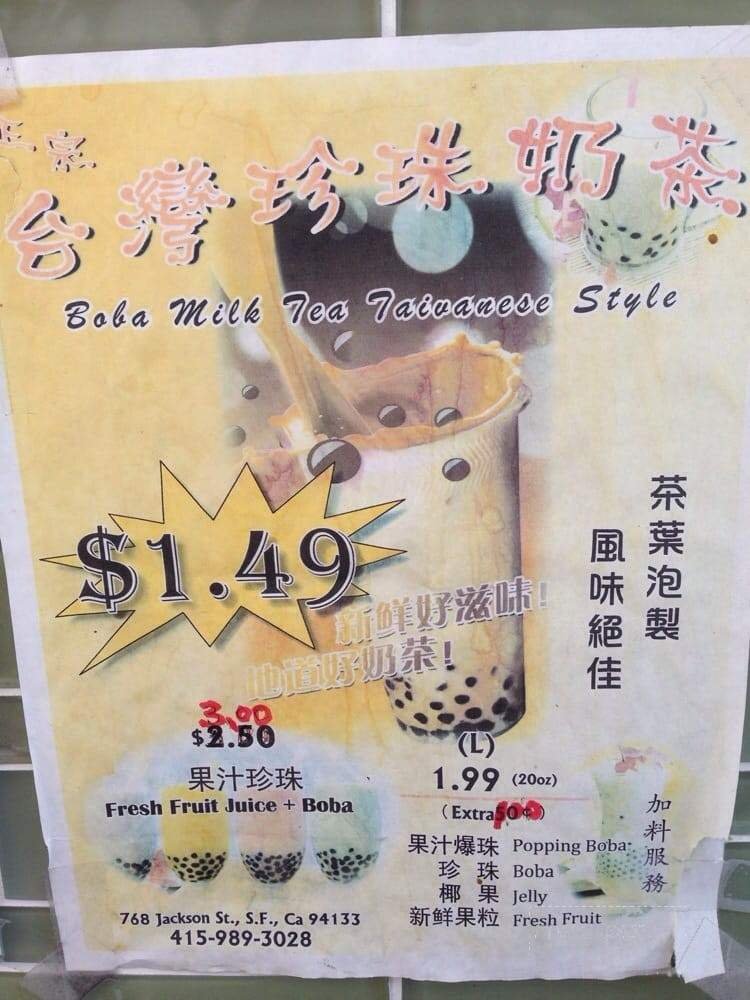 正宗
台灣珍珠奶茶
Boba Milk Tea Taiwanese Style
$1.49
茶葉泡製
風味絕佳
新鮮好滋味!
地道好奶茶!
3.00
$2.50
果汁珍珠
Fresh Fruit Juice + Boba
(L)
1.99 (20oz)
(Extra 50¢)
1.00
果汁爆珠 Popping Boba
珍珠 Boba
椰果 Jelly
新鮮果粒 Fresh Fruit
加料服務
768 Jackson St., S.F., Ca 94133
415-989-3028